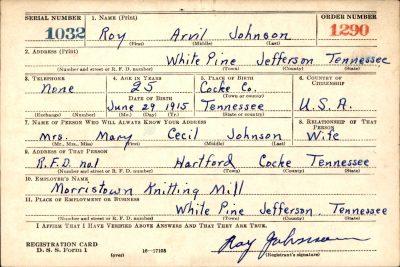 SERIAL NUMBER 1. NAME (Print) ORDER NUMBER
1032 Roy Arvil Johnson 1290
(First) (Middle) (Last)
2. ADDRESS (Print)
White Pine Jefferson Tennessee
(Number and street or R. F. D. number) (Town) (County) (State)
3. TELEPHONE 4. AGE IN YEARS 5. PLACE OF BIRTH 6. COUNTRY OF CITIZENSHIP
None 25 Cocke Co.
DATE OF BIRTH (Town or county)
June 29 1915 Tennessee U.S.A.
(Exchange) (Number) (Mo.) (Day) (Yr.) (State or country)
7. NAME OF PERSON WHO WILL ALWAYS KNOW YOUR ADDRESS 8. RELATIONSHIP OF THAT PERSON
Mrs. Mary Cecil Johnson Wife
(Mr., Mrs., Miss) (First) (Middle) (Last)
9. ADDRESS OF THAT PERSON
R.F.D. no.1 Hartford Cocke Tennessee
(Number and street or R. F. D. number) (Town) (County) (State)
10. EMPLOYER'S NAME
Morristown Knitting Mill
11. PLACE OF EMPLOYMENT OR BUSINESS
White Pine Jefferson. Tennessee
(Number and street or R. F. D. number) (Town) (County) (State)
I AFFIRM THAT I HAVE VERIFIED ABOVE ANSWERS AND THAT THEY ARE TRUE.
REGISTRATION CARD
D. S. S. Form 1 (over) 16—17105 Roy Johnson
(Registrant's signature)